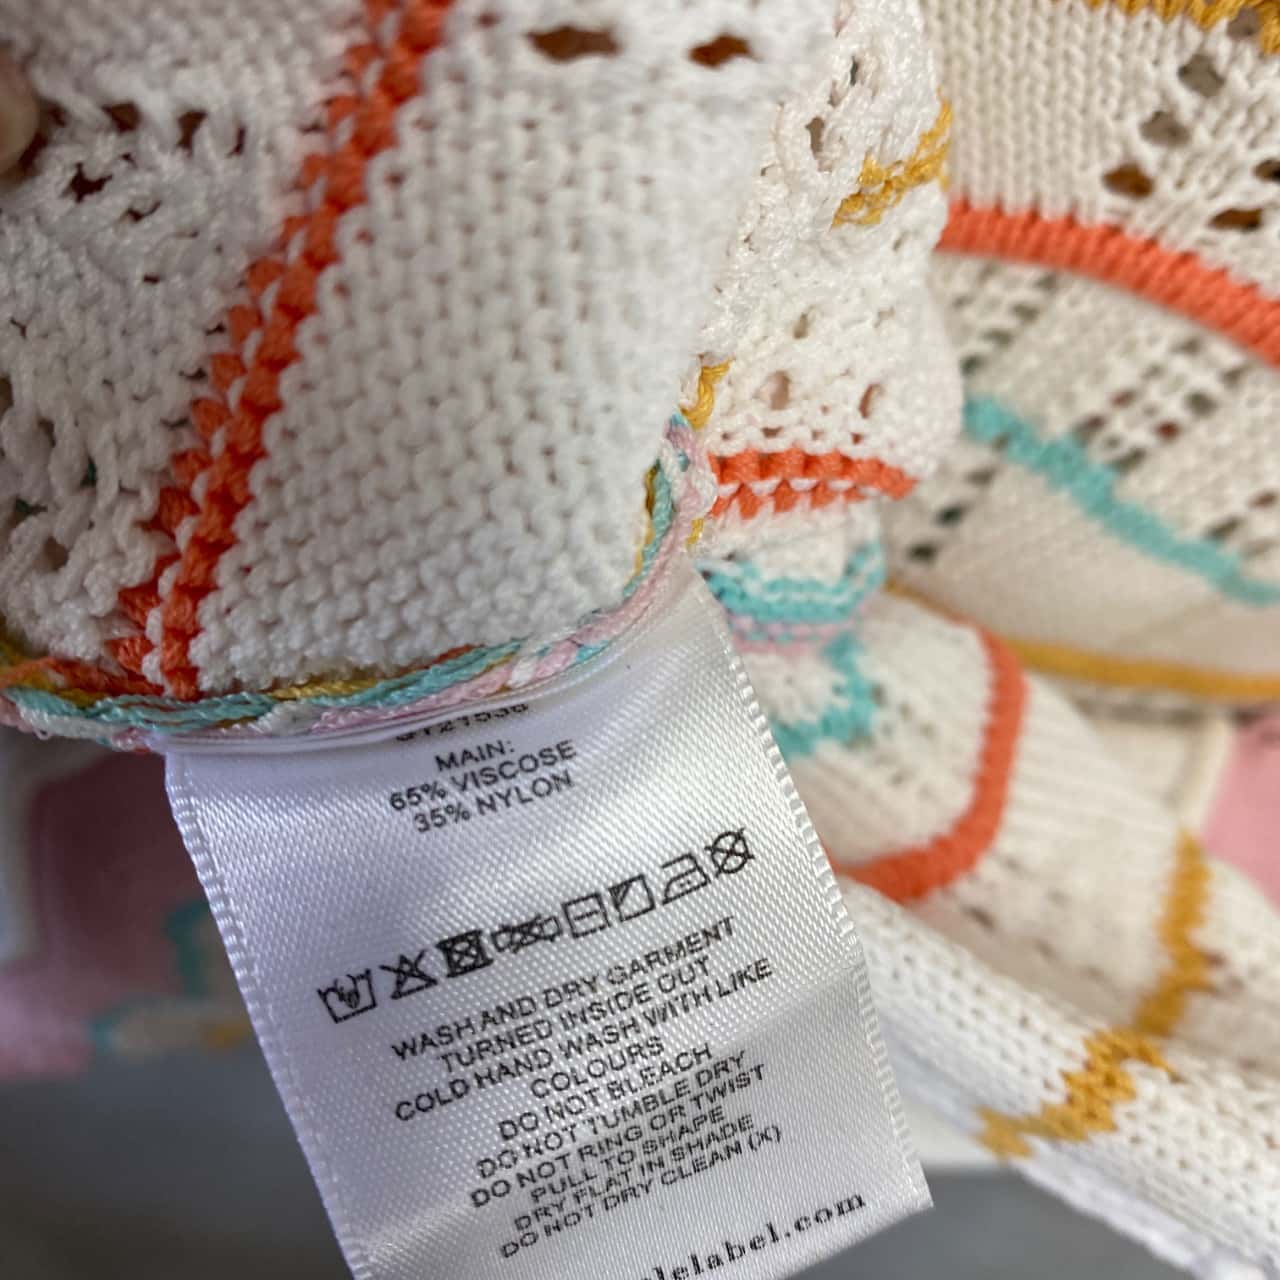 MAIN:
65% VISCOSE
35% NYLON
WASH AND DRY GARMENT
TURNED INSIDE OUT
COLD HAND WASH WITH LIKE
COLOURS
DO NOT BLEACH
DO NOT TUMBLE DRY
DO NOT RING OR TWIST
PULL TO SHAPE
DRY FLAT IN SHADE
DO NOT DRY CLEAN (X)
lelabel.com